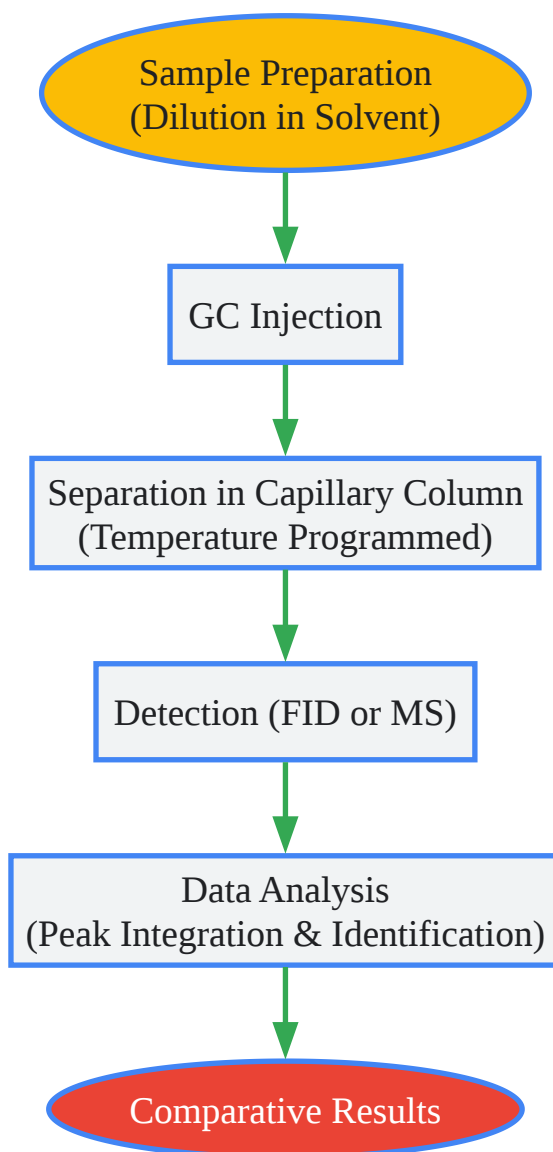 Sample Preparation
(Dilution in Solvent)
GC Injection
Separation in Capillary Column
(Temperature Programmed)
Detection (FID or MS)
Data Analysis
(Peak Integration & Identification)
Comparative Results